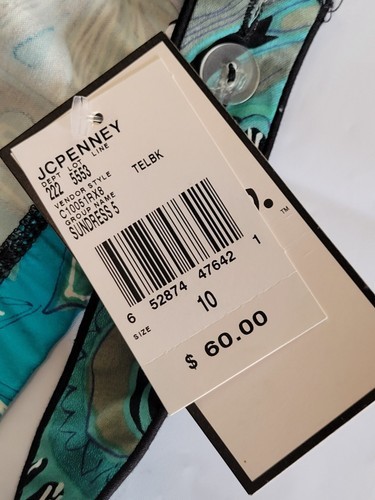 JCPENNEY
DEPT LOT LINE
222 5553
VENDOR STYLE TELBK
C10051RX8
GROUP NAME
SUNDRESS 5
6 52874 47642 1
SIZE 10
$ 60.00
TM